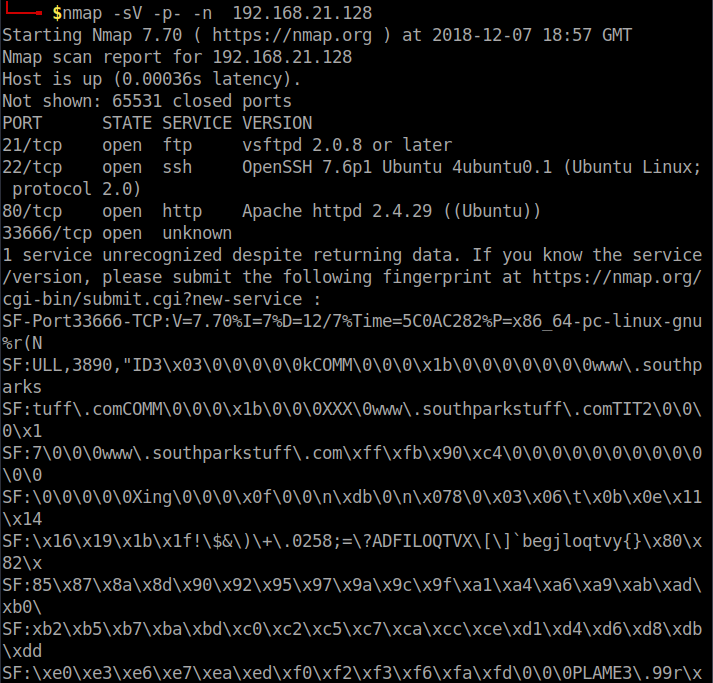 $nmap -sV -p- -n  192.168.21.128
Starting Nmap 7.70 ( https://nmap.org ) at 2018-12-07 18:57 GMT
Nmap scan report for 192.168.21.128
Host is up (0.00036s latency).
Not shown: 65531 closed ports
PORT      STATE SERVICE VERSION
21/tcp    open  ftp     vsftpd 2.0.8 or later
22/tcp    open  ssh     OpenSSH 7.6p1 Ubuntu 4ubuntu0.1 (Ubuntu Linux;
 protocol 2.0)
80/tcp    open  http    Apache httpd 2.4.29 ((Ubuntu))
33666/tcp open  unknown
1 service unrecognized despite returning data. If you know the service
/version, please submit the following fingerprint at https://nmap.org/
cgi-bin/submit.cgi?new-service :
SF-Port33666-TCP:V=7.70%I=7%D=12/7%Time=5C0AC282%P=x86_64-pc-linux-gnu
%r(N
SF:ULL,3890,"ID3\x03\0\0\0\0\0kCOMM\0\0\0\x1b\0\0\0\0\0\0\0www\.southp
arks
SF:tuff\.comCOMM\0\0\0\x1b\0\0\0XXX\0www\.southparkstuff\.comTIT2\0\0\
0\x1
SF:7\0\0\0www\.southparkstuff\.com\xff\xfb\x90\xc4\0\0\0\0\0\0\0\0\0\0
\0\0
SF:\0\0\0\0\0Xing\0\0\0\x0f\0\0\n\xdb\0\n\x078\0\x03\x06\t\x0b\x0e\x11
\x14
SF:\x16\x19\x1b\x1f!\$&\)\+\.0258;=\?ADFILOQTVX\[\]`begjloqtvy{}\x80\x
82\x
SF:85\x87\x8a\x8d\x90\x92\x95\x97\x9a\x9c\x9f\xa1\xa4\xa6\xa9\xab\xad\
xb0\
SF:xb2\xb5\xb7\xba\xbd\xc0\xc2\xc5\xc7\xca\xcc\xce\xd1\xd4\xd6\xd8\xdb
\xdd
SF:\xe0\xe3\xe6\xe7\xea\xed\xf0\xf2\xf3\xf6\xfa\xfd\0\0\0PLAME3\.99r\x